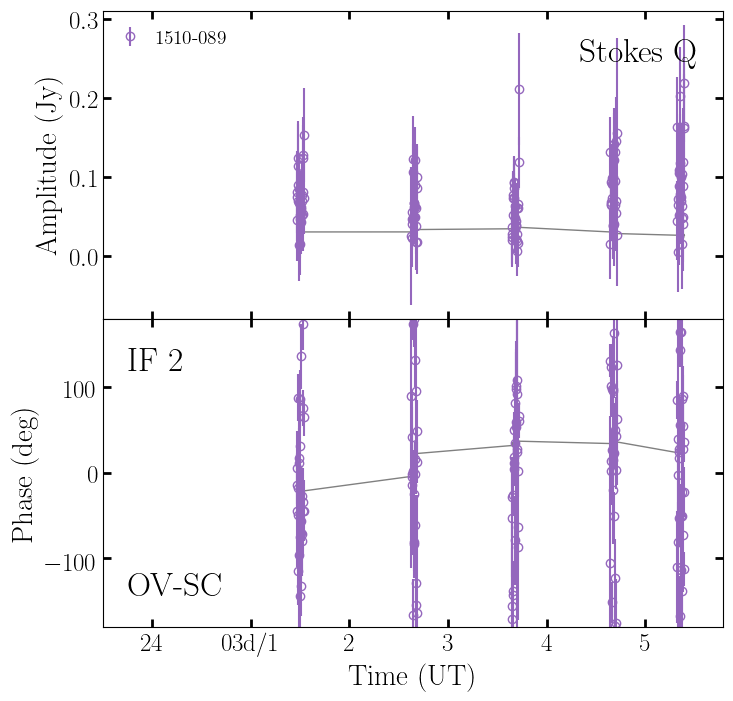 0.3
1510-089
Stokes Q
0.2
0.1
0.0
Amplitude (Jy)
IF 2
100
0
−100
Phase (deg)
OV-SC
24 03d/1 2 3 4 5
Time (UT)